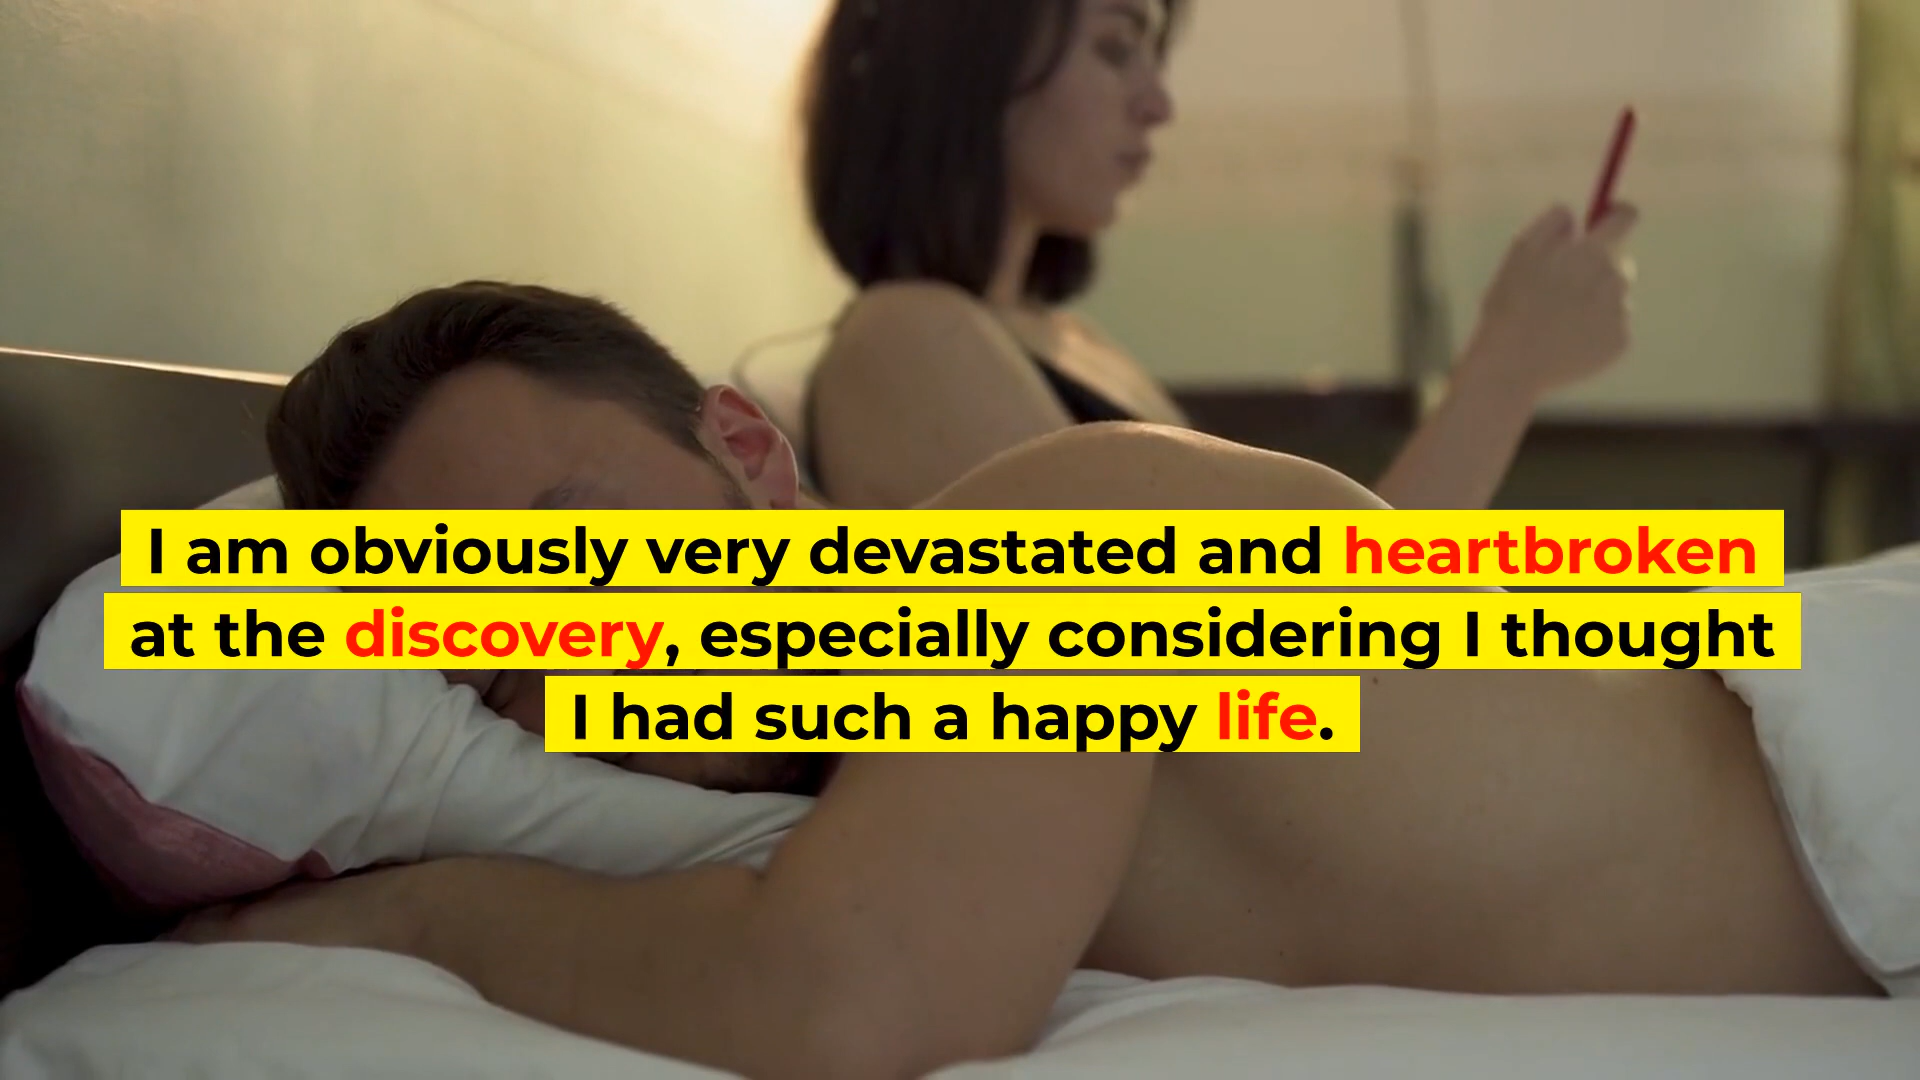 I am obviously very devastated and heartbroken
at the discovery, especially considering I thought
I had such a happy life.